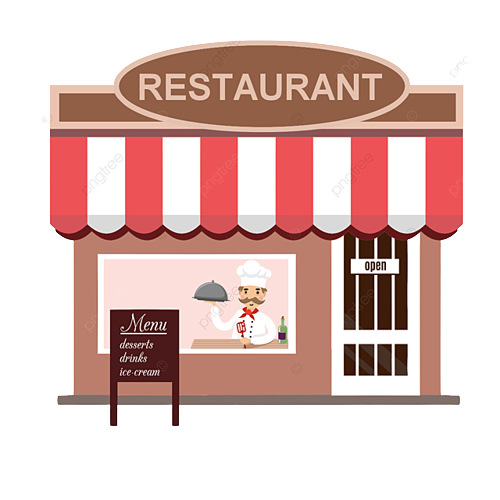 RESTAURANT
open
Menu
desserts
drinks
ice-cream